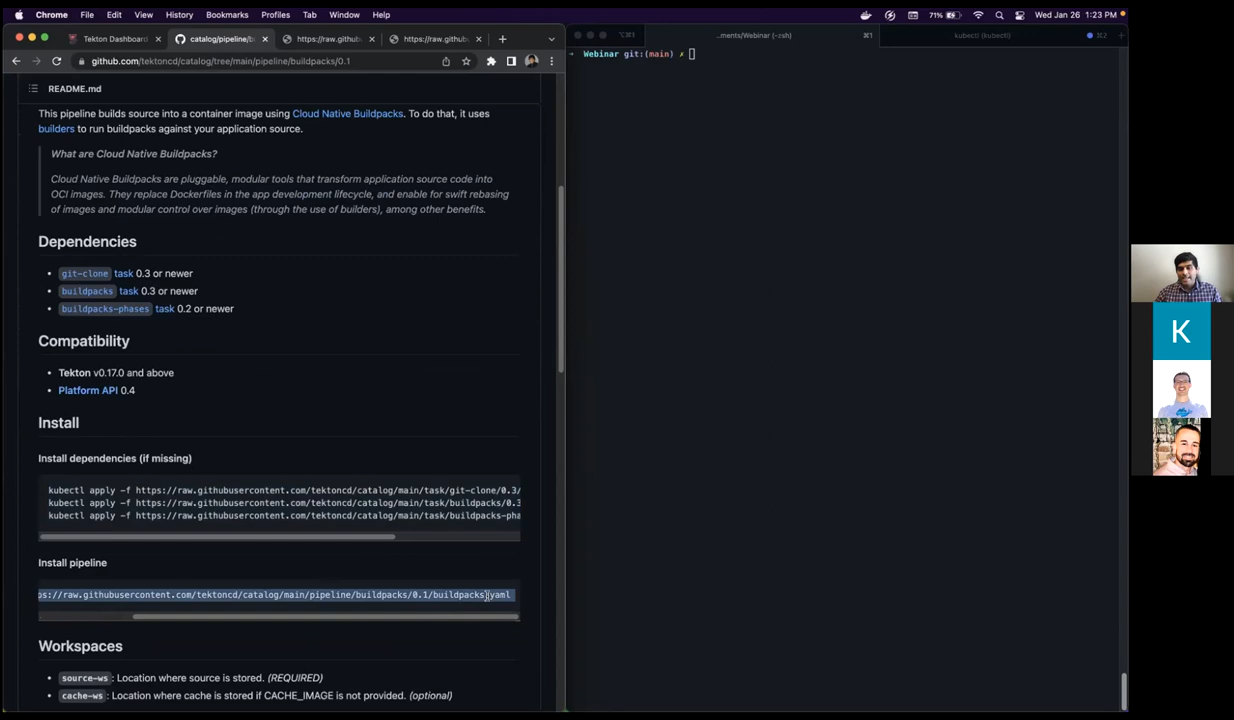 Chrome File Edit View History Bookmarks Profiles Tab Window Help
71% Wed Jan 26 1:23 PM
Tekton Dashboard
catalog/pipeline/b
https://raw.github
https://raw.github
github.com/tektoncd/catalog/tree/main/pipeline/buildpacks/0.1
README.md
This pipeline builds source into a container image using Cloud Native Buildpacks. To do that, it uses
builders to run buildpacks against your application source.
What are Cloud Native Buildpacks?
Cloud Native Buildpacks are pluggable, modular tools that transform application source code into
OCI images. They replace Dockerfiles in the app development lifecycle, and enable for swift rebasing
of images and modular control over images (through the use of builders), among other benefits.
Dependencies
git-clone task 0.3 or newer
buildpacks task 0.3 or newer
buildpacks-phases task 0.2 or newer
Compatibility
Tekton v0.17.0 and above
Platform API 0.4
Install
Install dependencies (if missing)
kubectl apply -f https://raw.githubusercontent.com/tektoncd/catalog/main/task/git-clone/0.3/
kubectl apply -f https://raw.githubusercontent.com/tektoncd/catalog/main/task/buildpacks/0.3
kubectl apply -f https://raw.githubusercontent.com/tektoncd/catalog/main/task/buildpacks-pha
Install pipeline
ps://raw.githubusercontent.com/tektoncd/catalog/main/pipeline/buildpacks/0.1/buildpacks.yaml
Workspaces
source-ws: Location where source is stored. (REQUIRED)
cache-ws: Location where cache is stored if CACHE_IMAGE is not provided. (optional)
⌥⌘1
..ments/Webinar (-zsh) ⌘1
kubectl (kubectl) ⌘2
Webinar git:(main) ✗
K